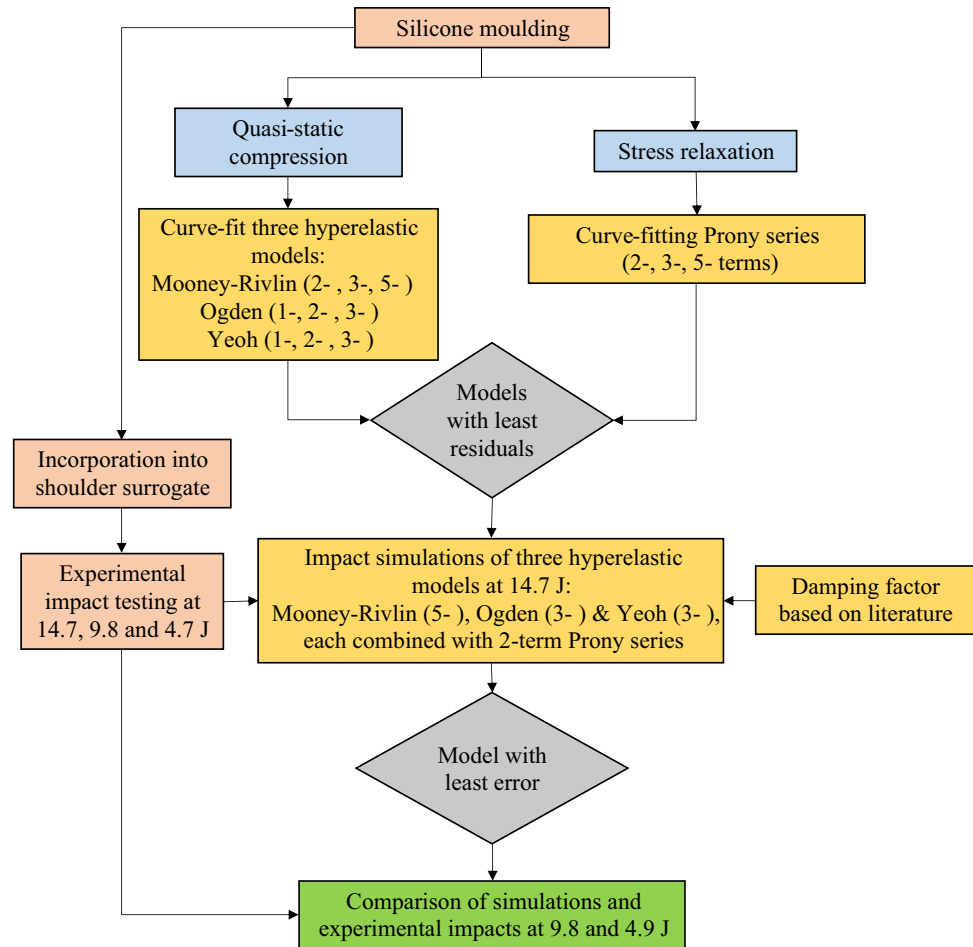 Silicone moulding
Quasi-static
compression
Stress relaxation
Curve-fit three hyperelastic
models:
Mooney-Rivlin (2- , 3-, 5- )
Ogden (1-, 2- , 3- )
Yeoh (1-, 2- , 3- )
Curve-fitting Prony series
(2-, 3-, 5- terms)
Models
with least
residuals
Incorporation into
shoulder surrogate
Experimental
impact testing at
14.7, 9.8 and 4.7 J
Impact simulations of three hyperelastic
models at 14.7 J:
Mooney-Rivlin (5- ), Ogden (3- ) & Yeoh (3- ),
each combined with 2-term Prony series
Damping factor
based on literature
Model with
least error
Comparison of simulations and
experimental impacts at 9.8 and 4.9 J